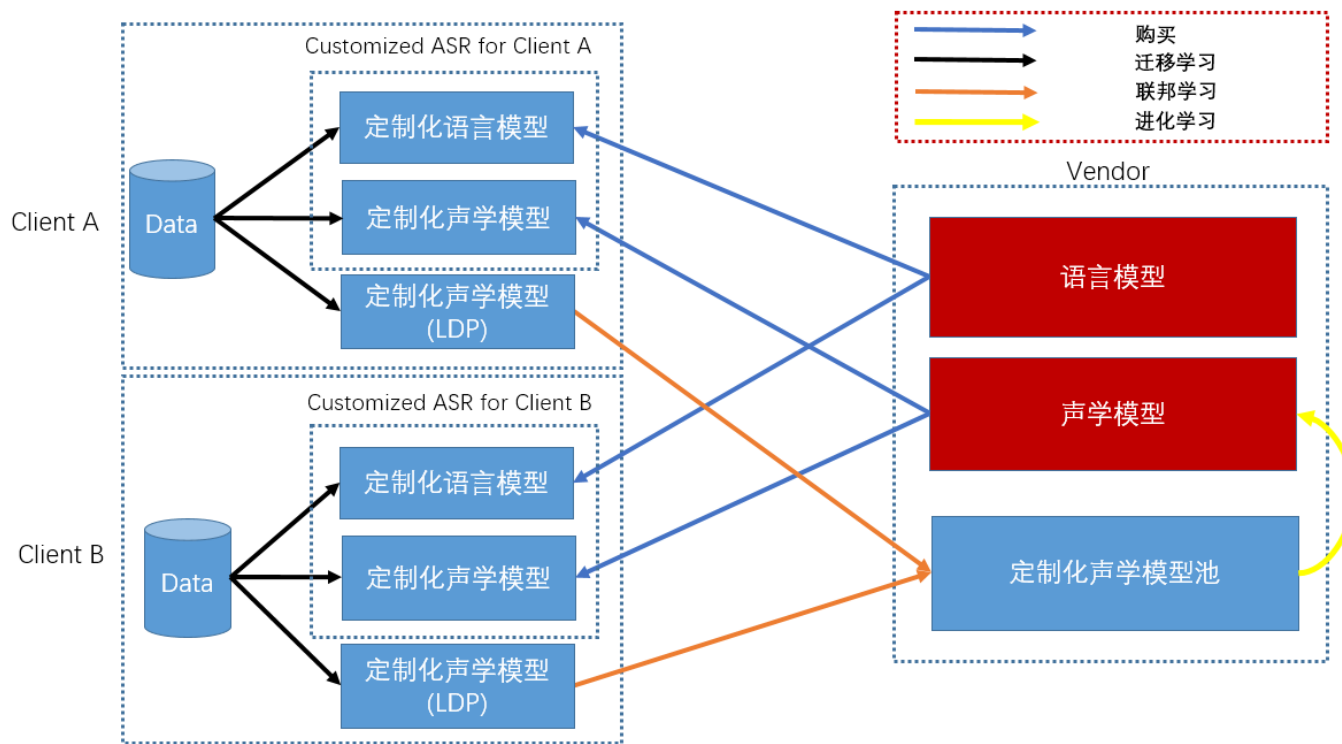 Customized ASR for Client A
定制化语言模型
定制化声学模型
定制化声学模型
(LDP)
Data
Client A
Customized ASR for Client B
定制化语言模型
定制化声学模型
定制化声学模型
(LDP)
Data
Client B
购买
迁移学习
联邦学习
进化学习
Vendor
语言模型
声学模型
定制化声学模型池